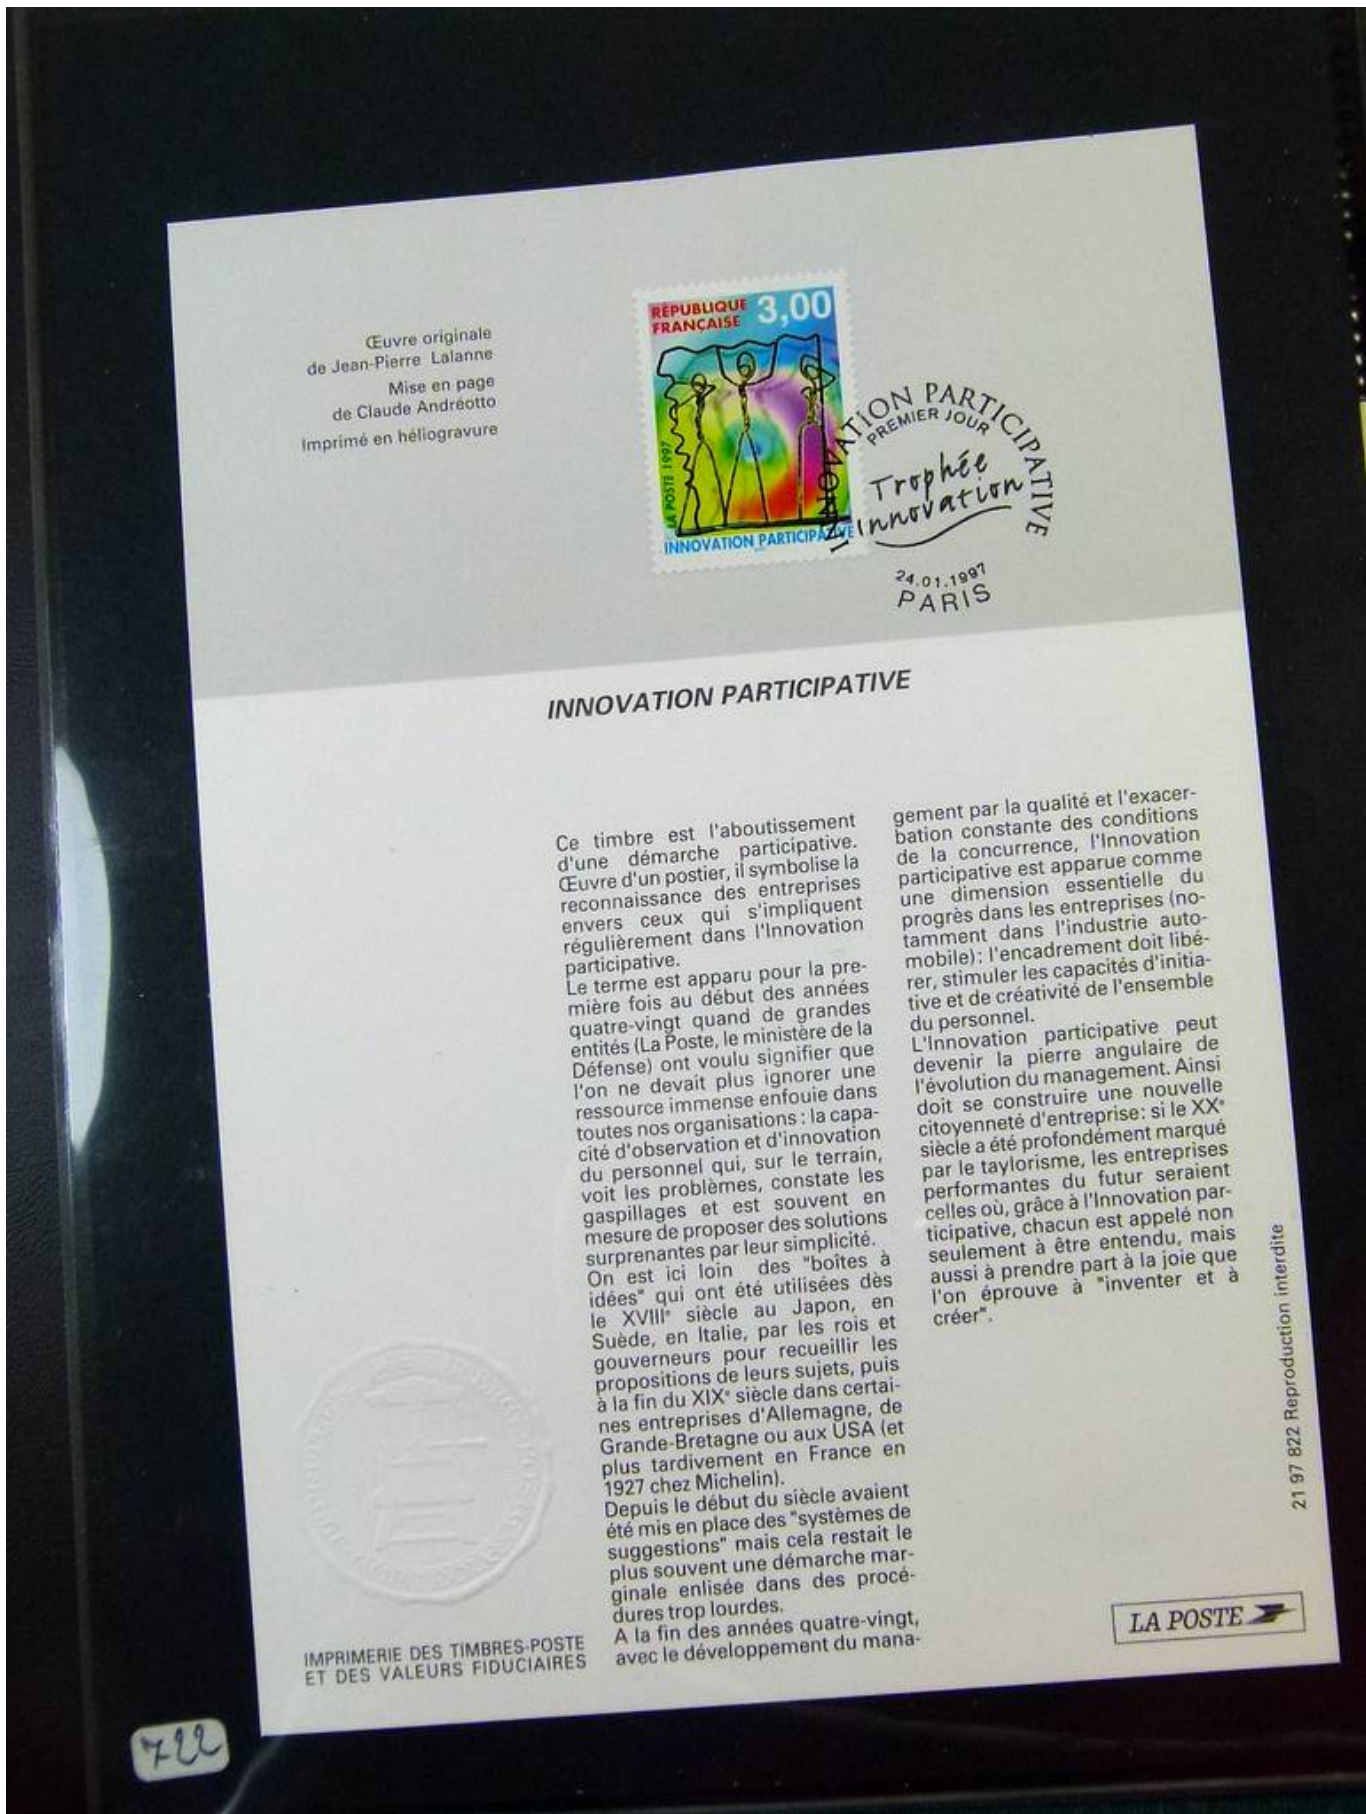 Œuvre originale
de Jean-Pierre Lalanne
Mise en page
de Claude Andréotto
Imprimé en héliogravure
RÉPUBLIQUE
FRANÇAISE
3,00
LA POSTE 1997
INNOVATION PARTICIPATIVE
INNOVATION PARTICIPATIVE
PREMIER JOUR
Trophée
innovation
24.01.1997
PARIS
INNOVATION PARTICIPATIVE
Ce timbre est l'aboutissement
d'une démarche participative.
Œuvre d'un postier, il symbolise la
reconnaissance des entreprises
envers ceux qui s'impliquent
régulièrement dans l'Innovation
participative.
Le terme est apparu pour la pre-
mière fois au début des années
quatre-vingt quand de grandes
entités (La Poste, le ministère de la
Défense) ont voulu signifier que
l'on ne devait plus ignorer une
ressource immense enfouie dans
toutes nos organisations : la capa-
cité d'observation et d'innovation
du personnel qui, sur le terrain,
voit les problèmes, constate les
gaspillages et est souvent en
mesure de proposer des solutions
surprenantes par leur simplicité.
On est ici loin des "boîtes à
idées" qui ont été utilisées dès
le XVIIIe siècle au Japon, en
Suède, en Italie, par les rois et
gouverneurs pour recueillir les
propositions de leurs sujets, puis
à la fin du XIXe siècle dans certai-
nes entreprises d'Allemagne, de
Grande-Bretagne ou aux USA (et
plus tardivement en France en
1927 chez Michelin).
Depuis le début du siècle avaient
été mis en place des "systèmes de
suggestions" mais cela restait le
plus souvent une démarche mar-
ginale enlisée dans des procé-
dures trop lourdes.
A la fin des années quatre-vingt,
avec le développement du mana-
gement par la qualité et l'exacer-
bation constante des conditions
de la concurrence, l'Innovation
participative est apparue comme
une dimension essentielle du
progrès dans les entreprises (no-
tamment dans l'industrie auto-
mobile) : l'encadrement doit libé-
rer, stimuler les capacités d'initia-
tive et de créativité de l'ensemble
du personnel.
L'Innovation participative peut
devenir la pierre angulaire de
l'évolution du management. Ainsi
doit se construire une nouvelle
citoyenneté d'entreprise: si le XXe
siècle a été profondément marqué
par le taylorisme, les entreprises
performantes du futur seraient
celles où, grâce à l'Innovation par-
ticipative, chacun est appelé non
seulement à être entendu, mais
aussi à prendre part à la joie que
l'on éprouve à "inventer et à
créer".
21 97 822 Reproduction interdite
IMPRIMERIE DES TIMBRES-POSTE
ET DES VALEURS FIDUCIAIRES
LA POSTE
722